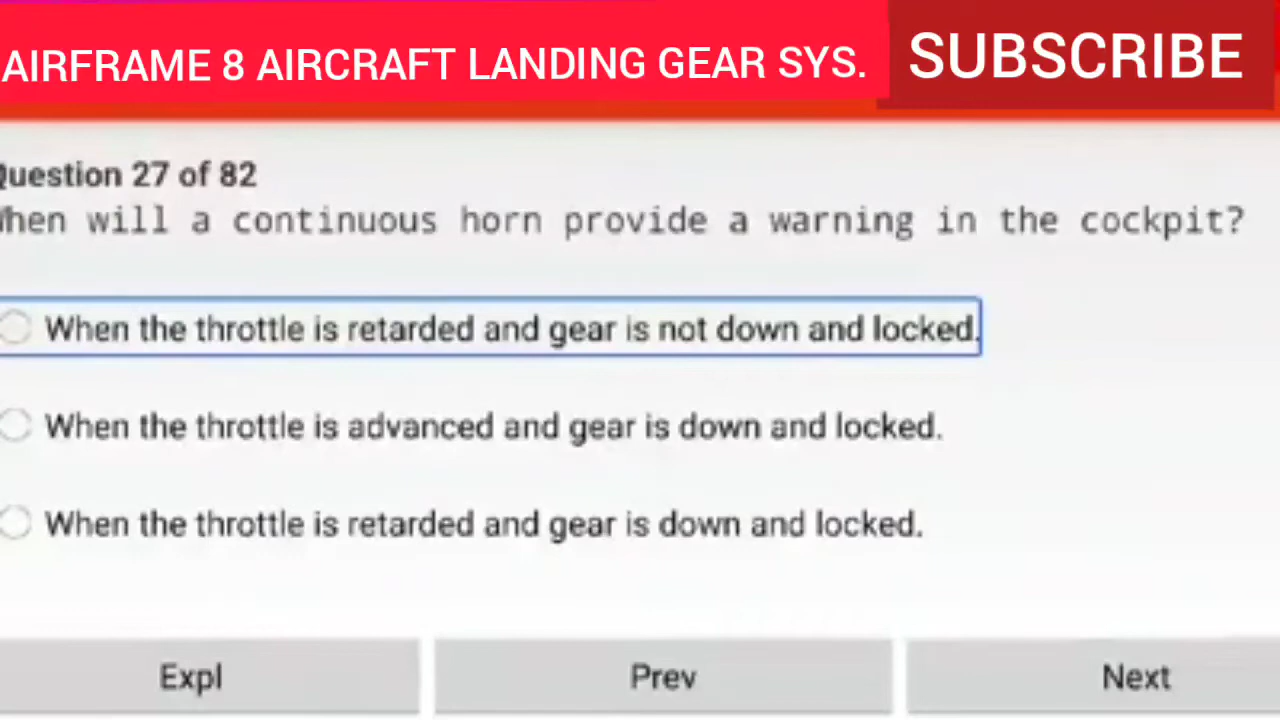 AIRFRAME 8 AIRCRAFT LANDING GEAR SYS.
SUBSCRIBE
Question 27 of 82
When will a continuous horn provide a warning in the cockpit?
When the throttle is retarded and gear is not down and locked.
When the throttle is advanced and gear is down and locked.
When the throttle is retarded and gear is down and locked.
Expl
Prev
Next